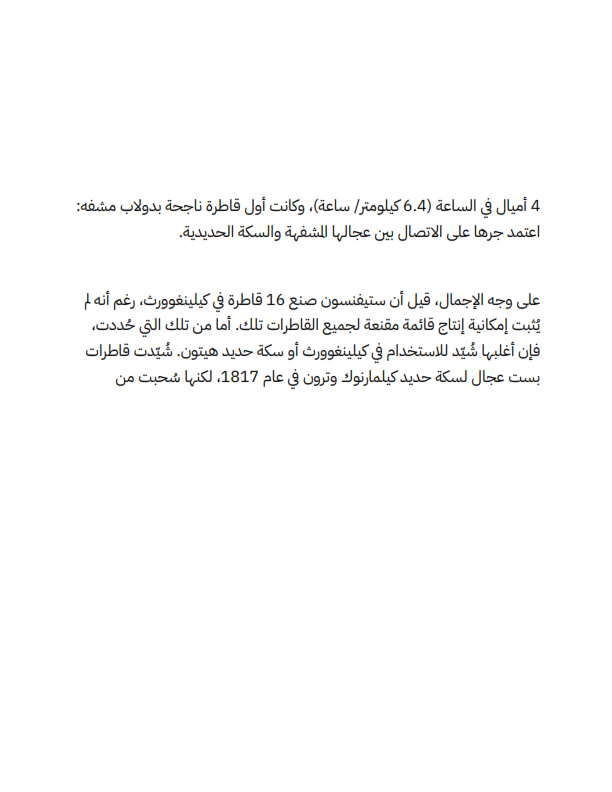 4 أميال في الساعة (6.4 كيلومتر/ ساعة)، وكانت أول قاطرة ناجحة بدولاب مشفه:
اعتمد جرها على الاتصال بين عجالها المشفهة والسكة الحديدية.
على وجه الإجمال، قيل أن ستيفنسون صنع 16 قاطرة في كيلينغوورث، رغم أنه لم
يُثبت إمكانية إنتاج قائمة مقنعة لجميع القاطرات تلك. أما من تلك التي حُددت،
فإن أغلبها شُيّد للاستخدام في كيلينغوورث أو سكة حديد هيتون. شُيّدت قاطرات
بست عجال لسكة حديد كيلمارنوك وترون في عام 1817، لكنها سُحبت من